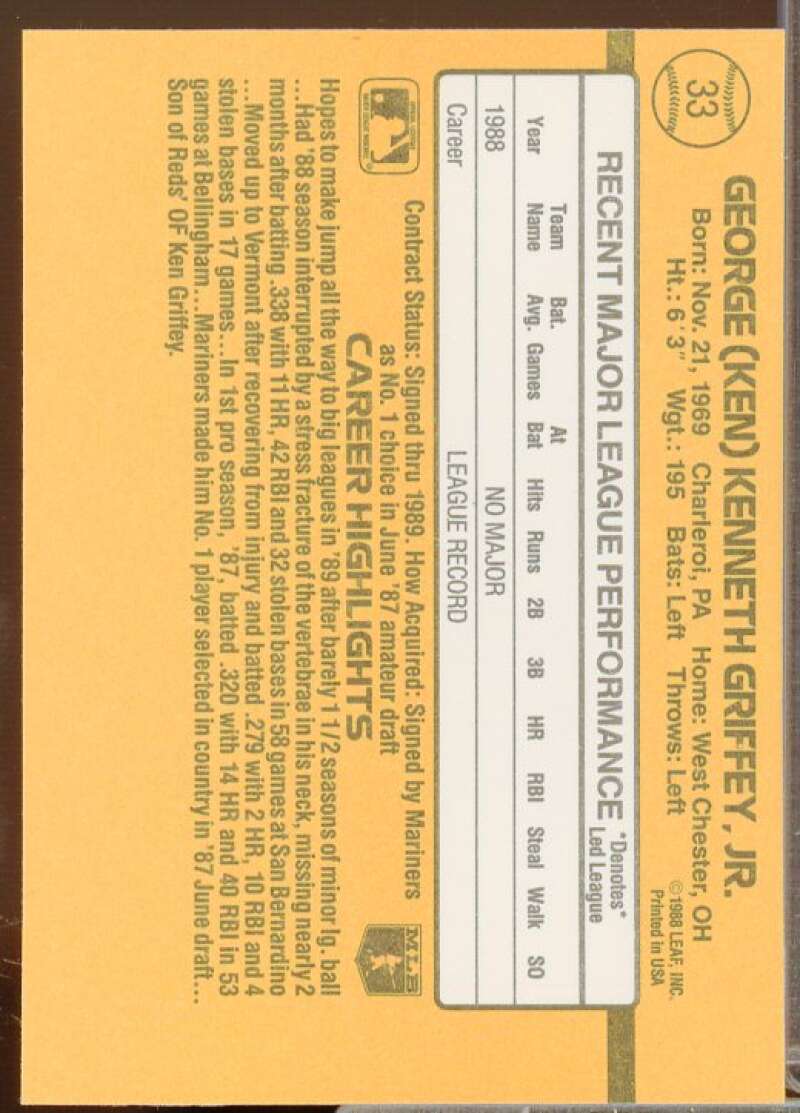 33
GEORGE (KEN) KENNETH GRIFFEY, JR.
Born: Nov. 21, 1969 Charleroi, PA Home: West Chester, OH
Ht.: 6'3" Wgt.: 195 Bats: Left Throws: Left
©1988 LEAF, INC.
Printed in USA
RECENT MAJOR LEAGUE PERFORMANCE *Denotes*
Led League
Team Bat. At
Year Name Avg. Games Bat Hits Runs 2B 3B HR RBI Steal Walk SO
1988 NO MAJOR
Career LEAGUE RECORD
Contract Status: Signed thru 1989. How Acquired: Signed by Mariners
as No. 1 choice in June '87 amateur draft
MLB
CAREER HIGHLIGHTS
Hopes to make jump all the way to big leagues in '89 after barely 1 1/2 seasons of minor lg. ball
...Had '88 season interrupted by a stress fracture of the vertebrae in his neck, missing nearly 2
months after batting .338 with 11 HR, 42 RBI and 32 stolen bases in 58 games at San Bernardino
...Moved up to Vermont after recovering from injury and batted .279 with 2 HR, 10 RBI and 4
stolen bases in 17 games...In 1st pro season, '87, batted .320 with 14 HR and 40 RBI in 53
games at Bellingham...Mariners made him No. 1 player selected in country in '87 June draft...
Son of Reds' OF Ken Griffey.